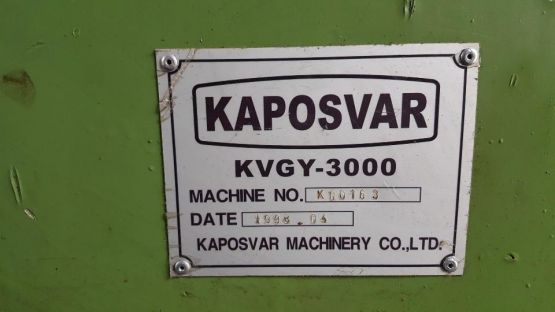 KAPOSVAR
KVGY-3000
MACHINE NO.
DATE
KAPOSVAR MACHINERY CO.,LTD.